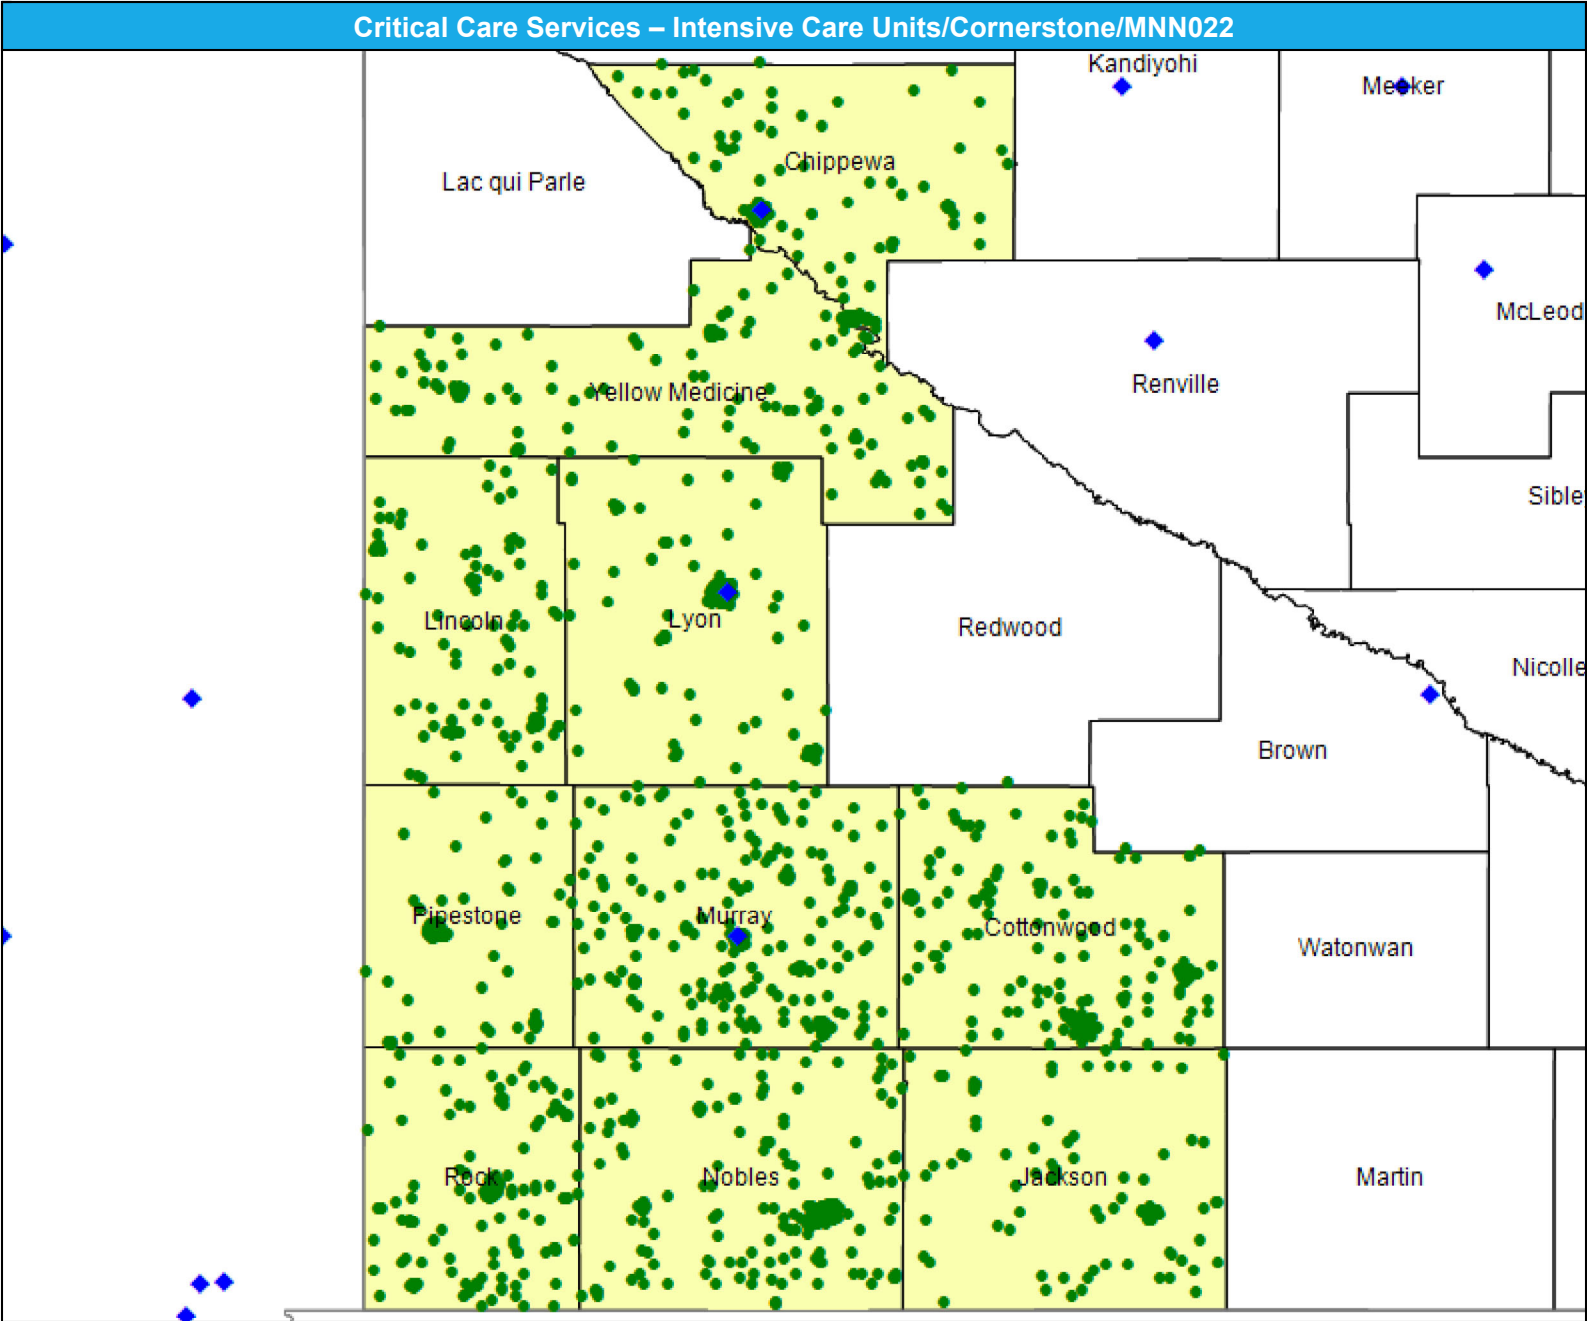 Critical Care Services – Intensive Care Units/Cornerstone/MNN022
Kandiyohi
Meeker
Chippewa
Lac qui Parle
McLeod
Renville
Yellow Medicine
Sible
Lincoln
Lyon
Redwood
Nicolle
Brown
Pipestone
Murray
Cottonwood
Watonwan
Rock
Nobles
Jackson
Martin